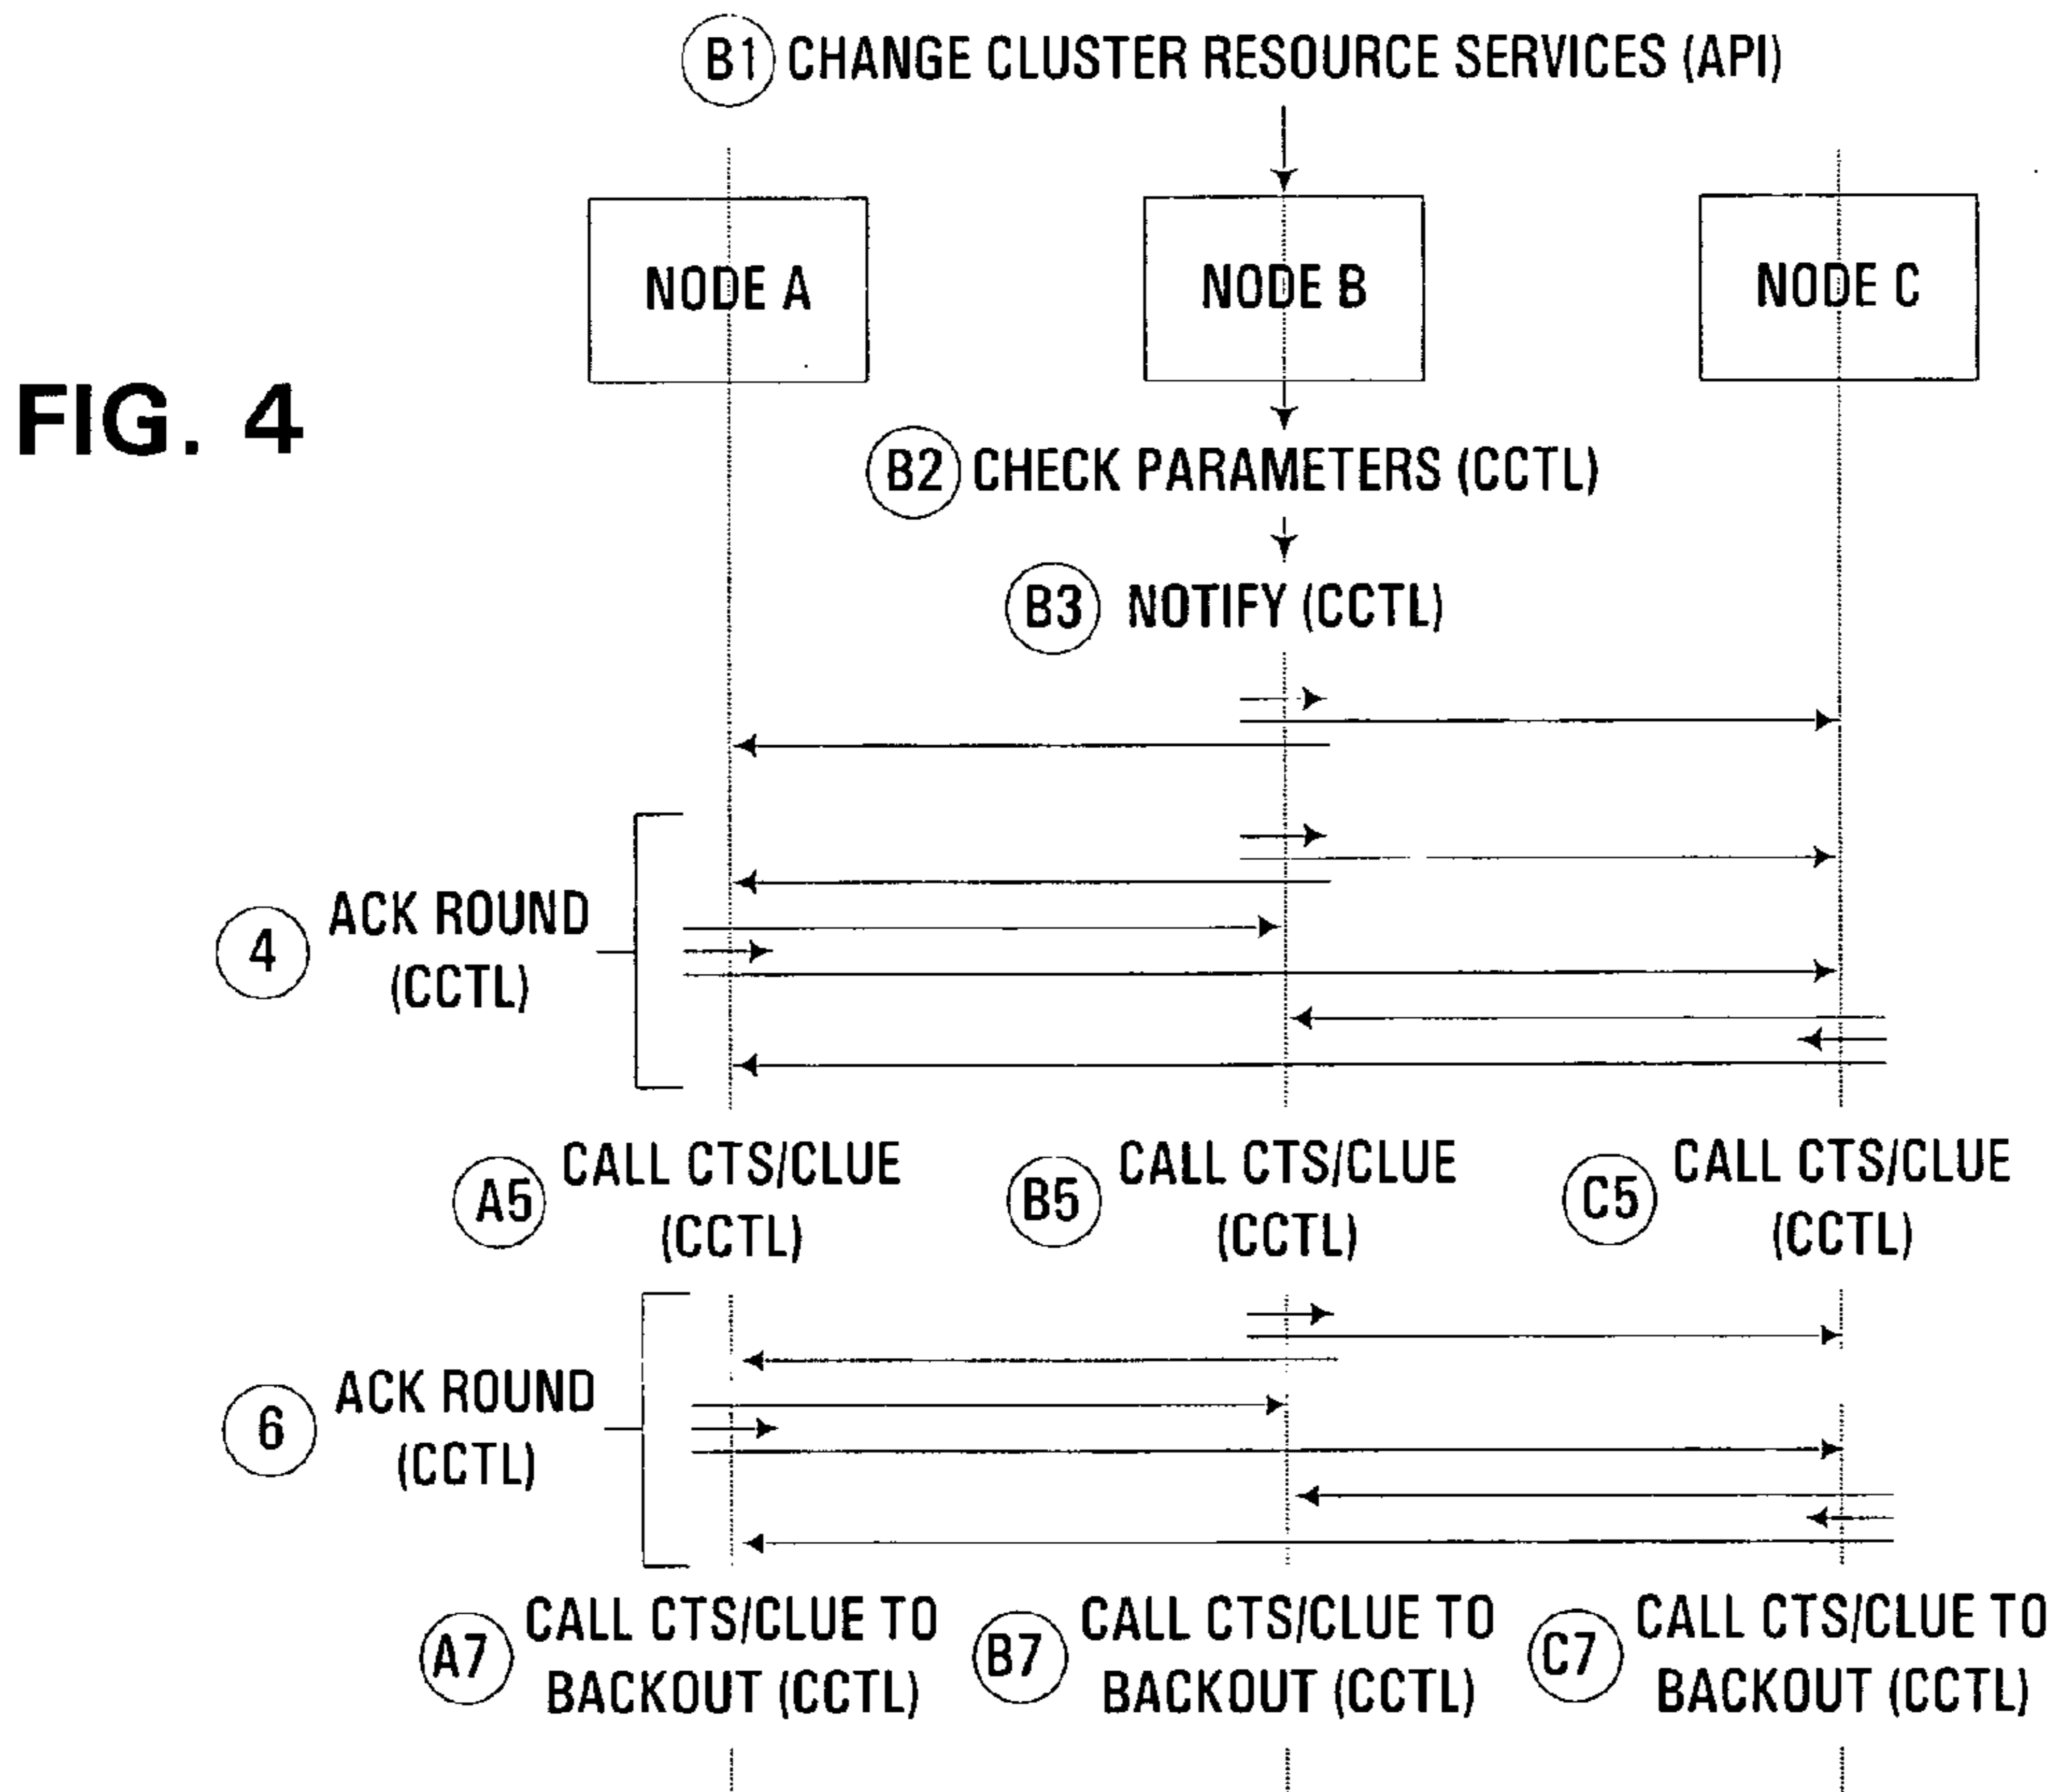 B1 CHANGE CLUSTER RESOURCE SERVICES (API)
NODE A
NODE B
NODE C
FIG. 4
B2 CHECK PARAMETERS (CCTL)
B3 NOTIFY (CCTL)
4 ACK ROUND
(CCTL)
A5 CALL CTS/CLUE
(CCTL)
B5 CALL CTS/CLUE
(CCTL)
C5 CALL CTS/CLUE
(CCTL)
6 ACK ROUND
(CCTL)
A7 CALL CTS/CLUE TO
BACKOUT (CCTL)
B7 CALL CTS/CLUE TO
BACKOUT (CCTL)
C7 CALL CTS/CLUE TO
BACKOUT (CCTL)